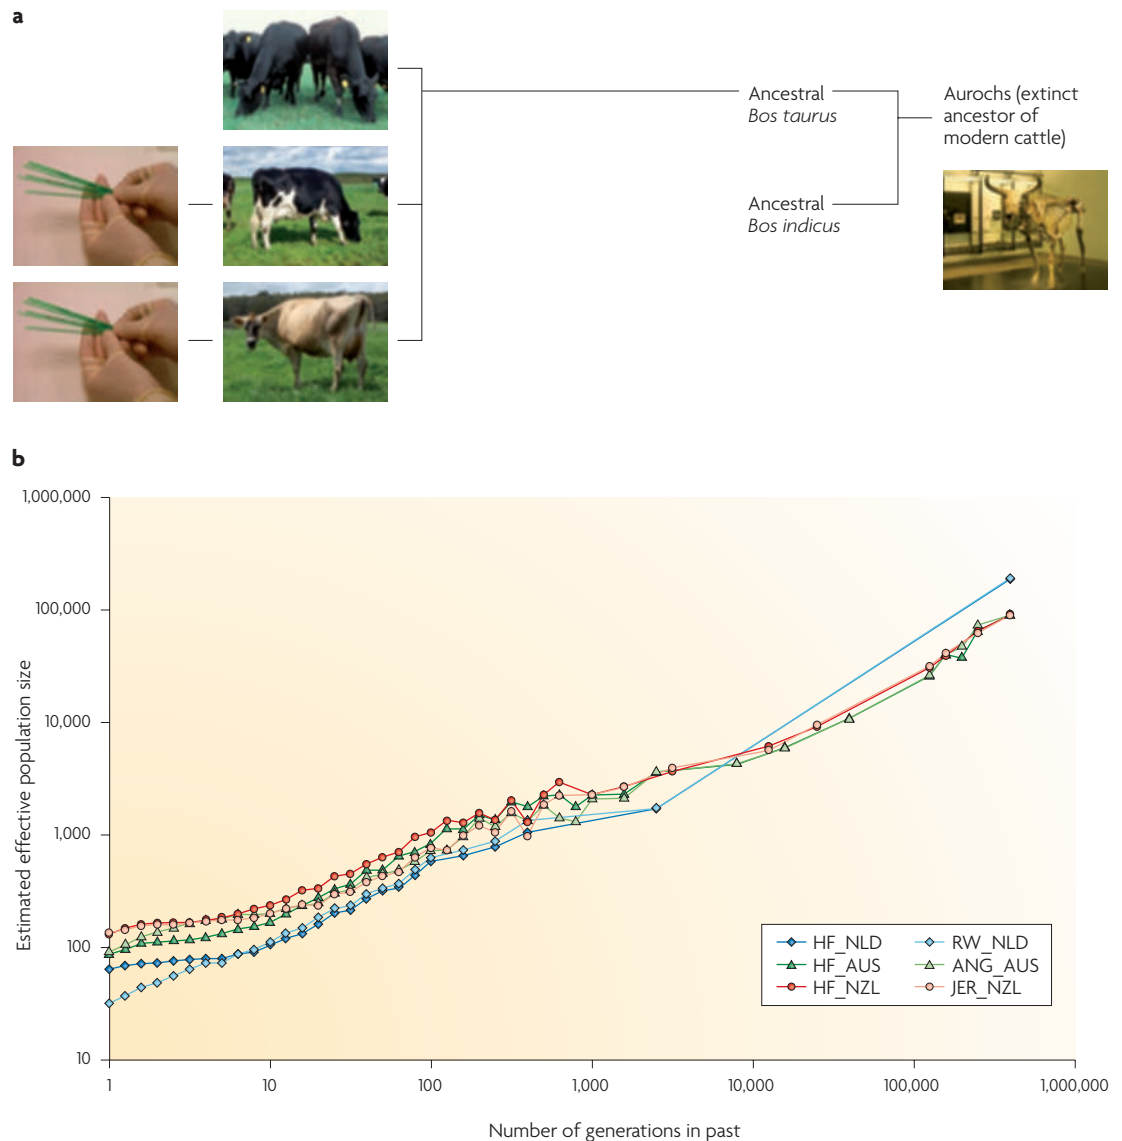 a
Ancestral
Bos taurus
Aurochs (extinct
ancestor of
modern cattle)
Ancestral
Bos indicus
b
Estimated effective population size
1,000,000
100,000
10,000
1,000
100
10
HF_NLD
RW_NLD
HF_AUS
ANG_AUS
HF_NZL
JER_NZL
1
10
100
1,000
10,000
100,000
1,000,000
Number of generations in past